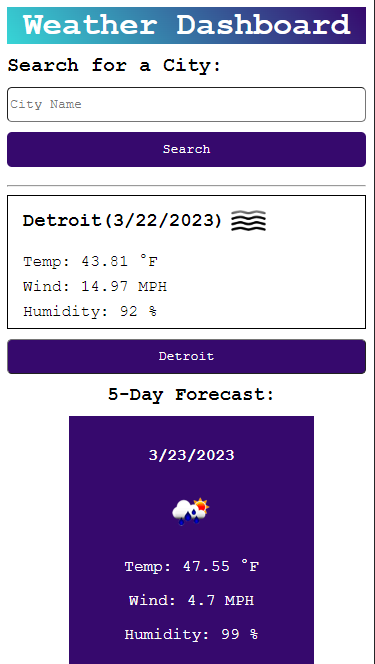 Weather Dashboard
Search for a City:
City Name
Search
Detroit(3/22/2023)
Temp: 43.81 °F
Wind: 14.97 MPH
Humidity: 92 %
Detroit
5-Day Forecast:
3/23/2023
Temp: 47.55 °F
Wind: 4.7 MPH
Humidity: 99 %